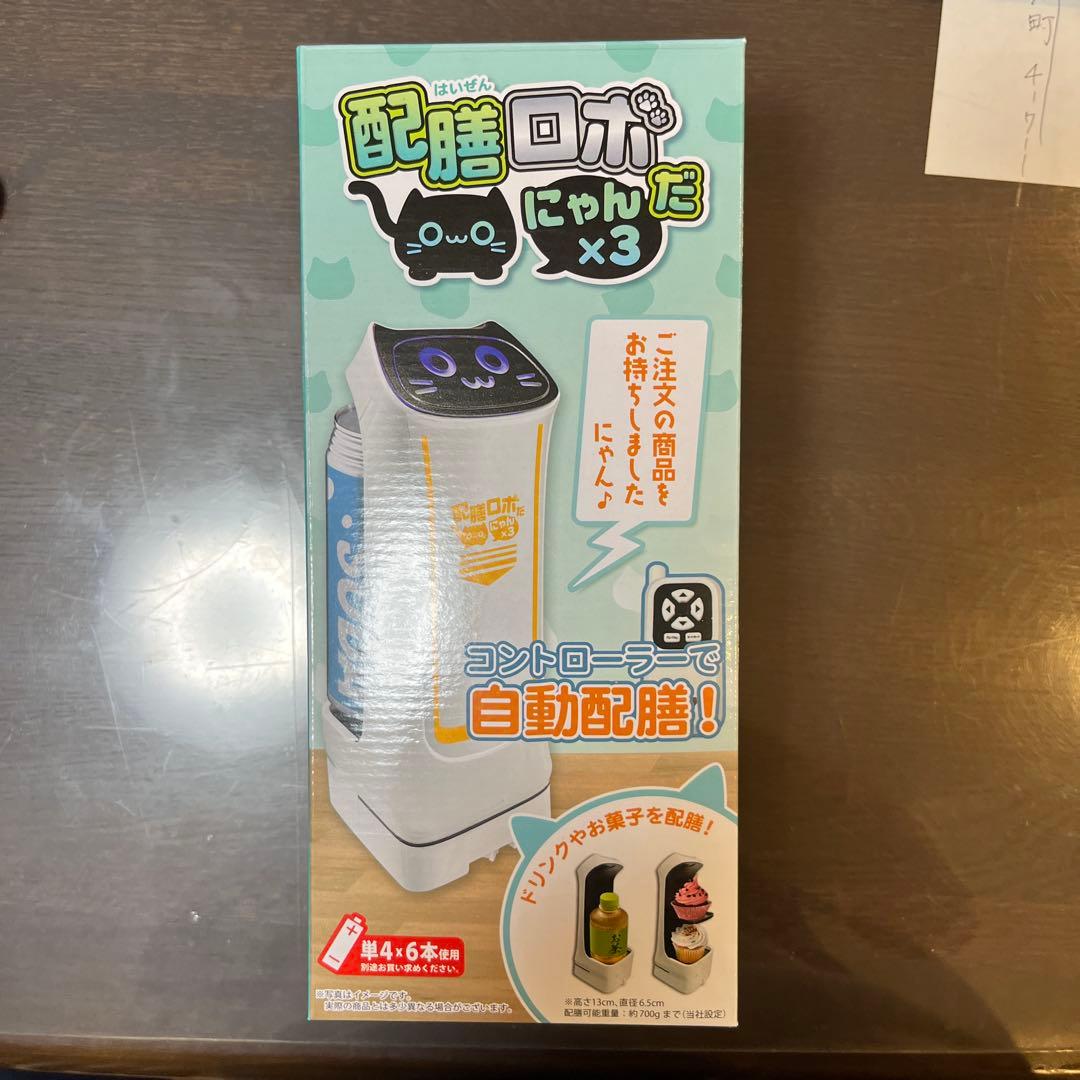 はいぜん
配膳ロボ
にゃん だ
×3
ご注文の商品を
お持ちしました
にゃん♪
配膳ロボだ
にゃん
×3
SODA
コントローラーで
自動配膳！
ドリンクやお菓子を配膳！
お茶
単4×6本使用
別途お買い求めください。
※写真はイメージです。
実際の商品とは多少異なる場合がございます。
※高さ13cm、直径6.5cm
配膳可能重量：約700gまで（当社設定）
町